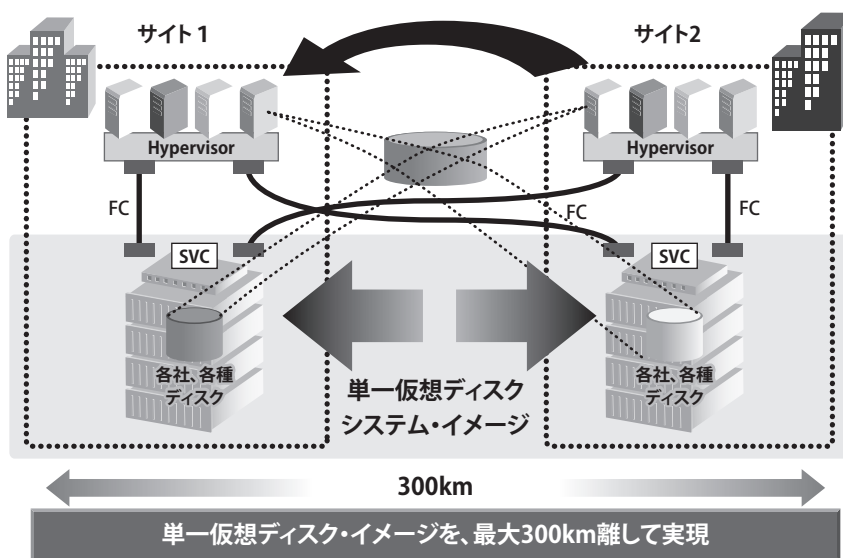 サイト1
サイト2
Hypervisor
Hypervisor
FC
FC
FC
SVC
SVC
各社、各種
ディスク
各社、各種
ディスク
単一仮想ディスク
システム・イメージ
300km
単一仮想ディスク・イメージを、最大300km離して実現